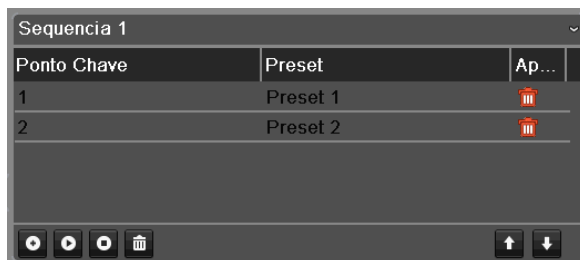 Sequencia 1
Ponto Chave Preset Ap...
1 Preset 1
2 Preset 2